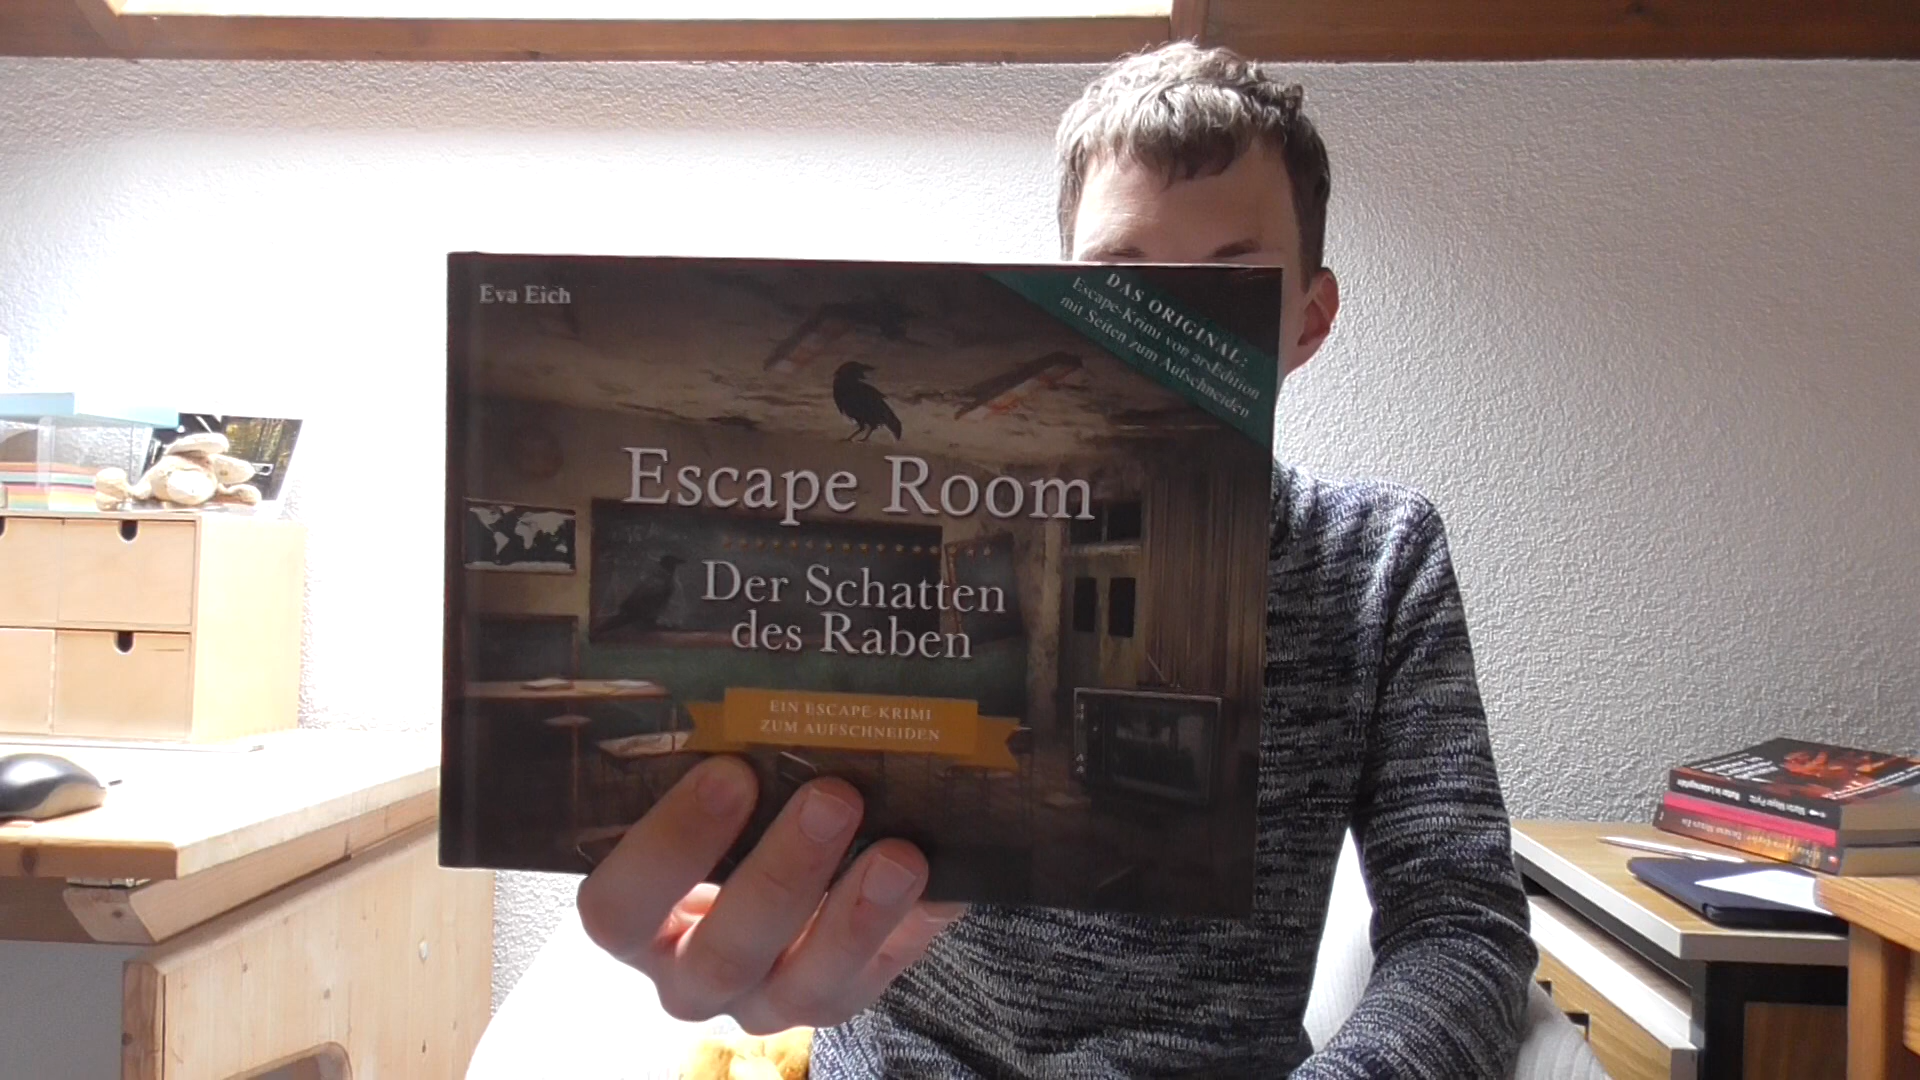 Eva Eich
DAS ORIGINAL:
Escape-Krimi von arsEdition
mit Seiten zum Aufschneiden
Escape Room
Der Schatten
des Raben
EIN ESCAPE-KRIMI
ZUM AUFSCHNEIDEN